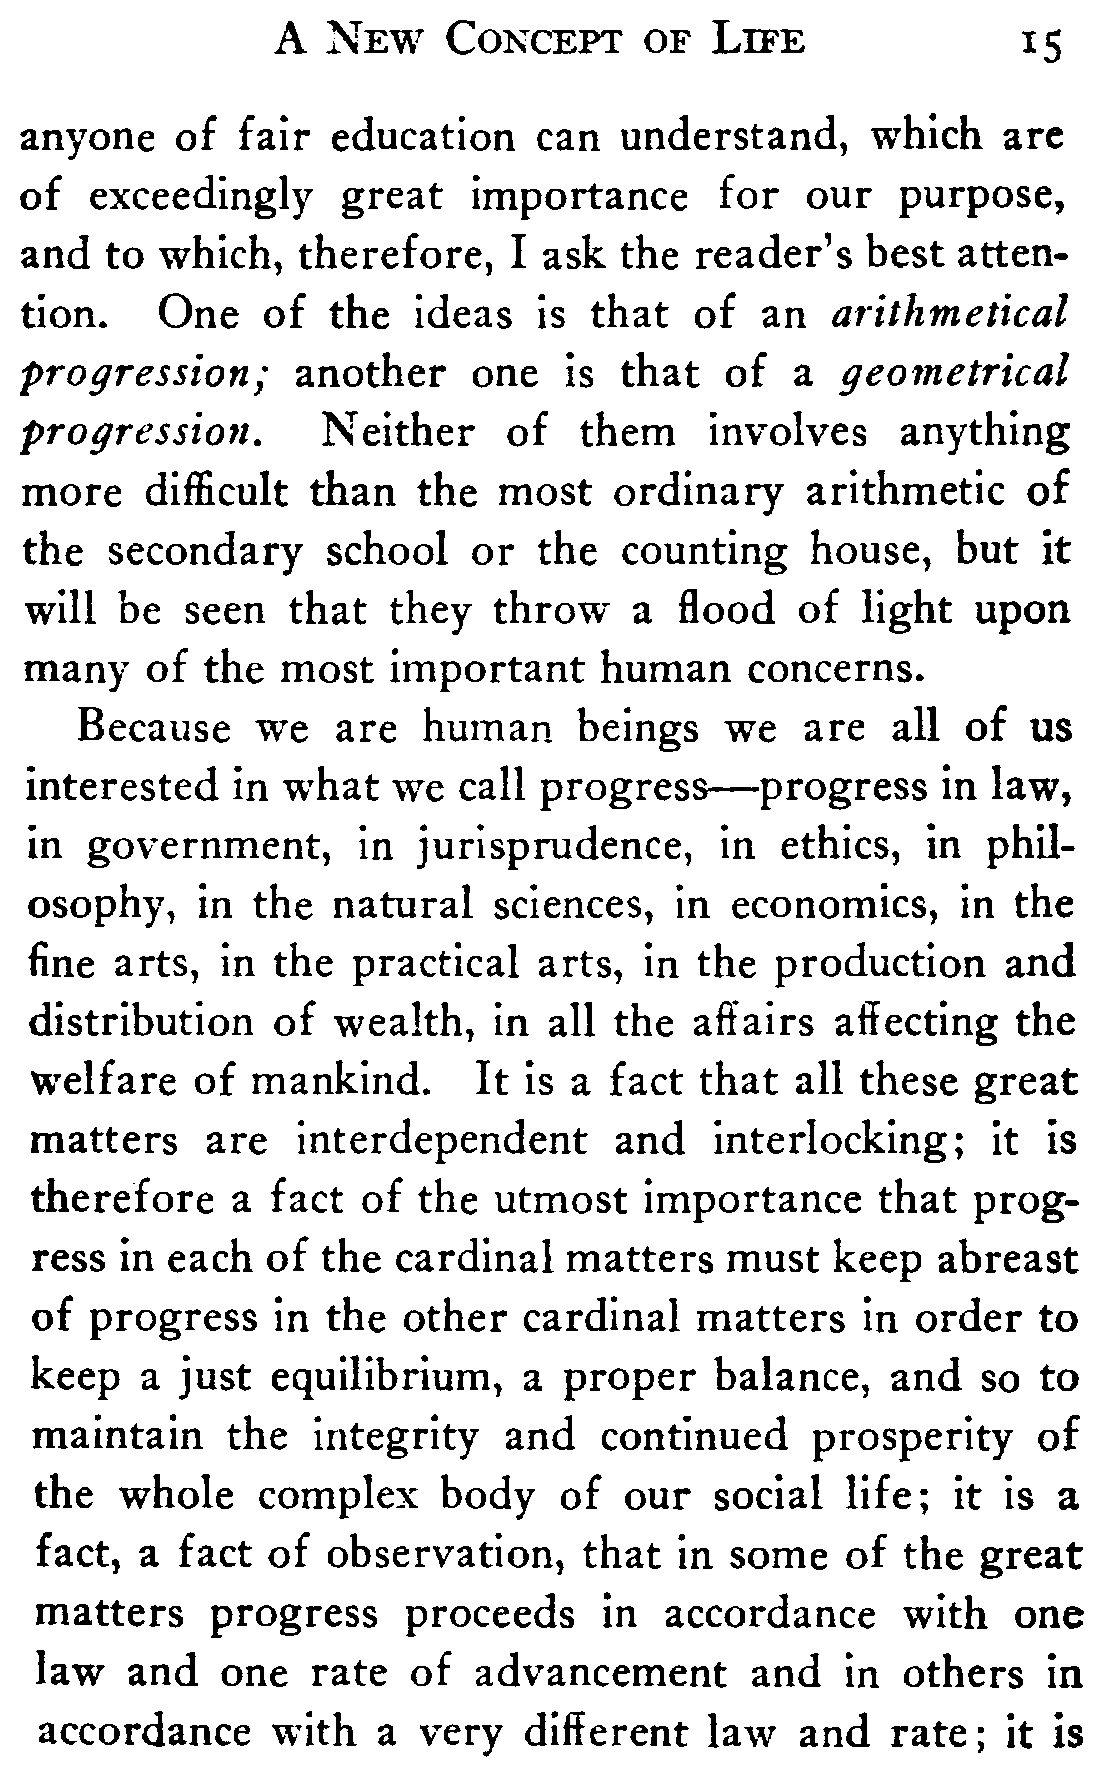 A New Concept of Life 15
anyone of fair education can understand, which are
of exceedingly great importance for our purpose,
and to which, therefore, I ask the reader's best atten-
tion. One of the ideas is that of an arithmetical
progression; another one is that of a geometrical
progression. Neither of them involves anything
more difficult than the most ordinary arithmetic of
the secondary school or the counting house, but it
will be seen that they throw a flood of light upon
many of the most important human concerns.
Because we are human beings we are all of us
interested in what we call progress—progress in law,
in government, in jurisprudence, in ethics, in phil-
osophy, in the natural sciences, in economics, in the
fine arts, in the practical arts, in the production and
distribution of wealth, in all the affairs affecting the
welfare of mankind. It is a fact that all these great
matters are interdependent and interlocking; it is
therefore a fact of the utmost importance that prog-
ress in each of the cardinal matters must keep abreast
of progress in the other cardinal matters in order to
keep a just equilibrium, a proper balance, and so to
maintain the integrity and continued prosperity of
the whole complex body of our social life; it is a
fact, a fact of observation, that in some of the great
matters progress proceeds in accordance with one
law and one rate of advancement and in others in
accordance with a very different law and rate; it is